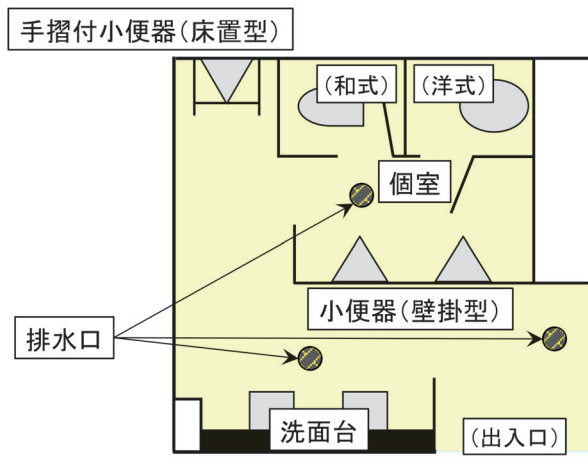 手摺付小便器(床置型)
(和式)
(洋式)
個室
小便器(壁掛型)
排水口
洗面台
(出入口)